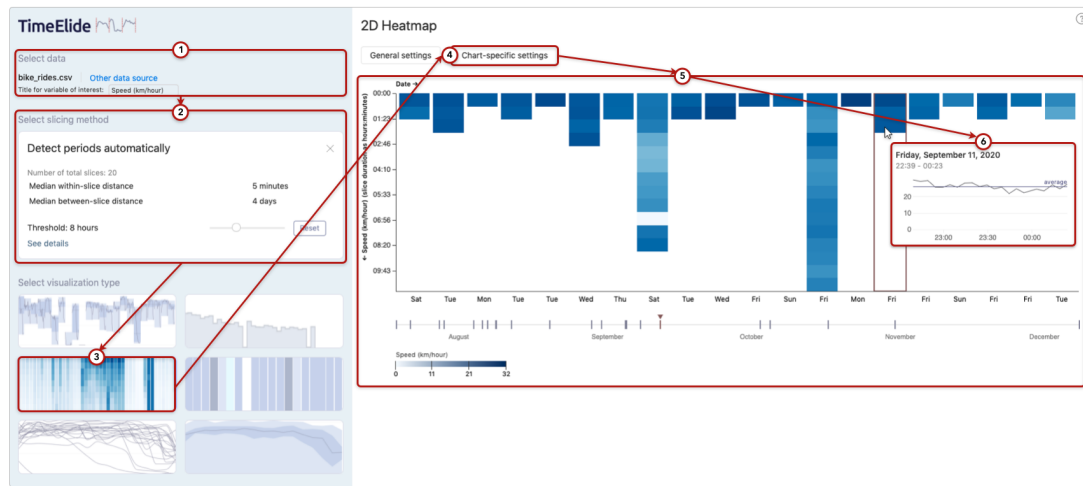 TimeElide
1
Select data
bike_rides.csv Other data source
Title for variable of interest: Speed (km/hour)
2
Select slicing method
Detect periods automatically
Number of total slices: 20
Median within-slice distance 5 minutes
Median between-slice distance 4 days
Threshold: 8 hours Reset
See details
Select visualization type
3
2D Heatmap
General settings 4 Chart-specific settings
5
Date →
← Speed (km/hour) (slice duration as hours:minutes)
00:00
01:23
02:46
04:10
05:33
06:56
08:20
09:43
6
Friday, September 11, 2020
22:39 - 00:23
average
20
10
0
23:00 23:30 00:00
Sat Tue Mon Tue Tue Wed Thu Sat Tue Wed Fri Sun Fri Mon Fri Fri Sun Fri Fri Tue
August September October November December
Speed (km/hour)
0 11 21 32